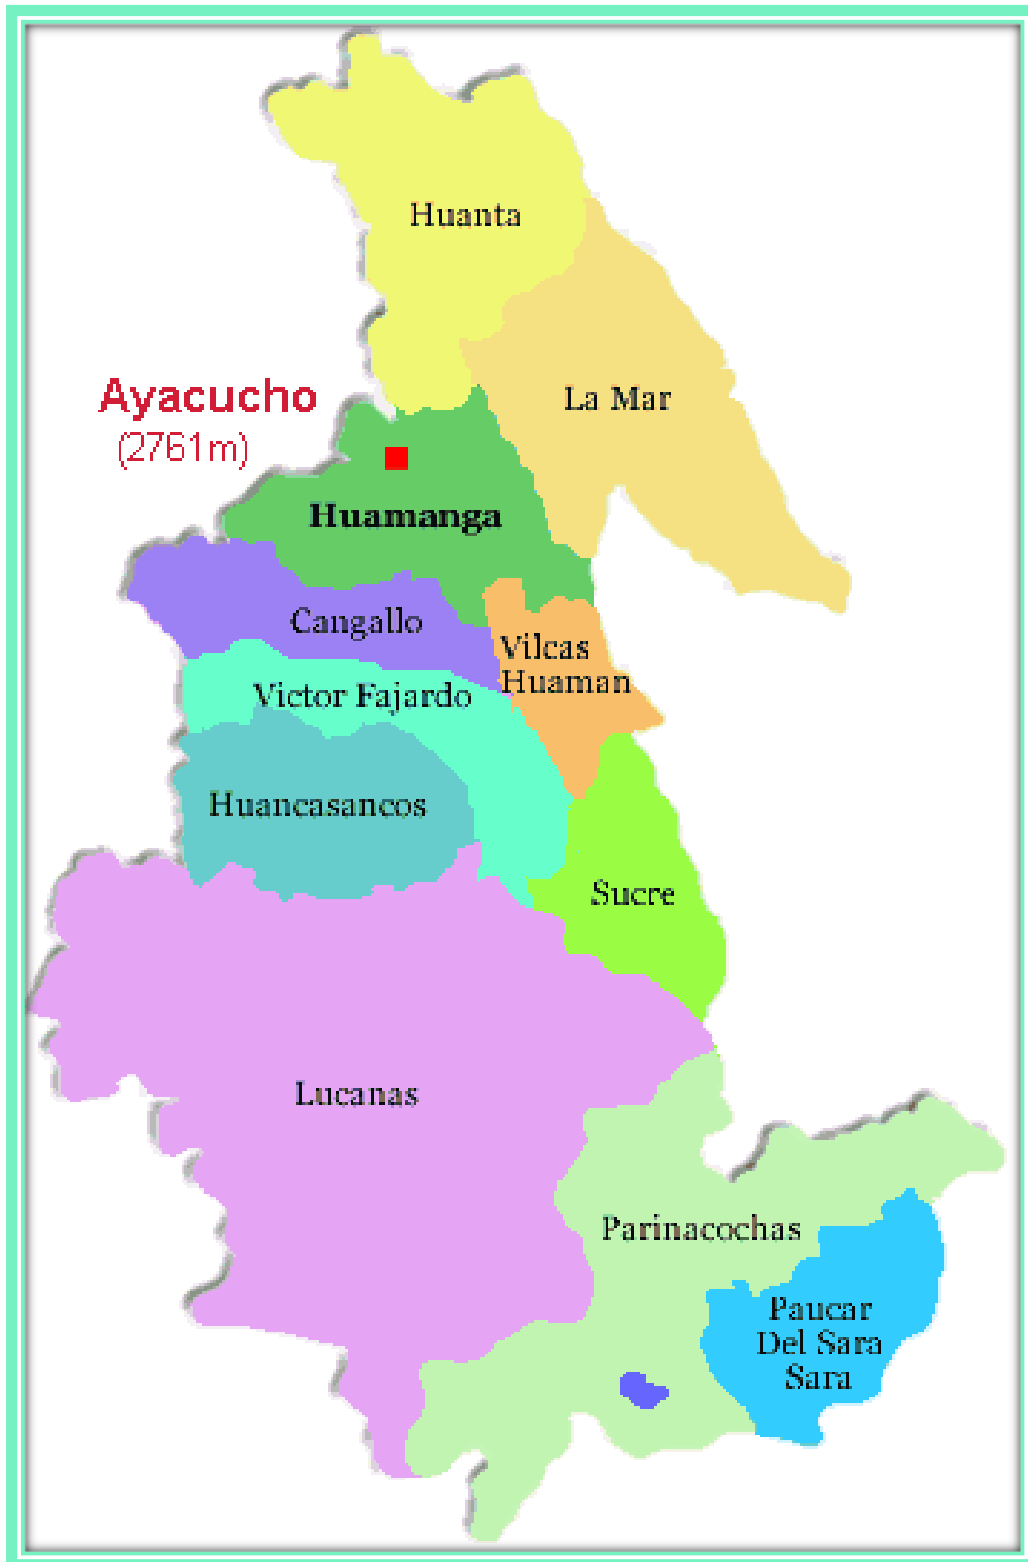 Huanta
La Mar
Ayacucho
(2761m)
Huamanga
Cangallo
Vilcas
Huaman
Victor Fajardo
Huancasancos
Sucre
Lucanas
Parinacochas
Paucar
Del Sara
Sara